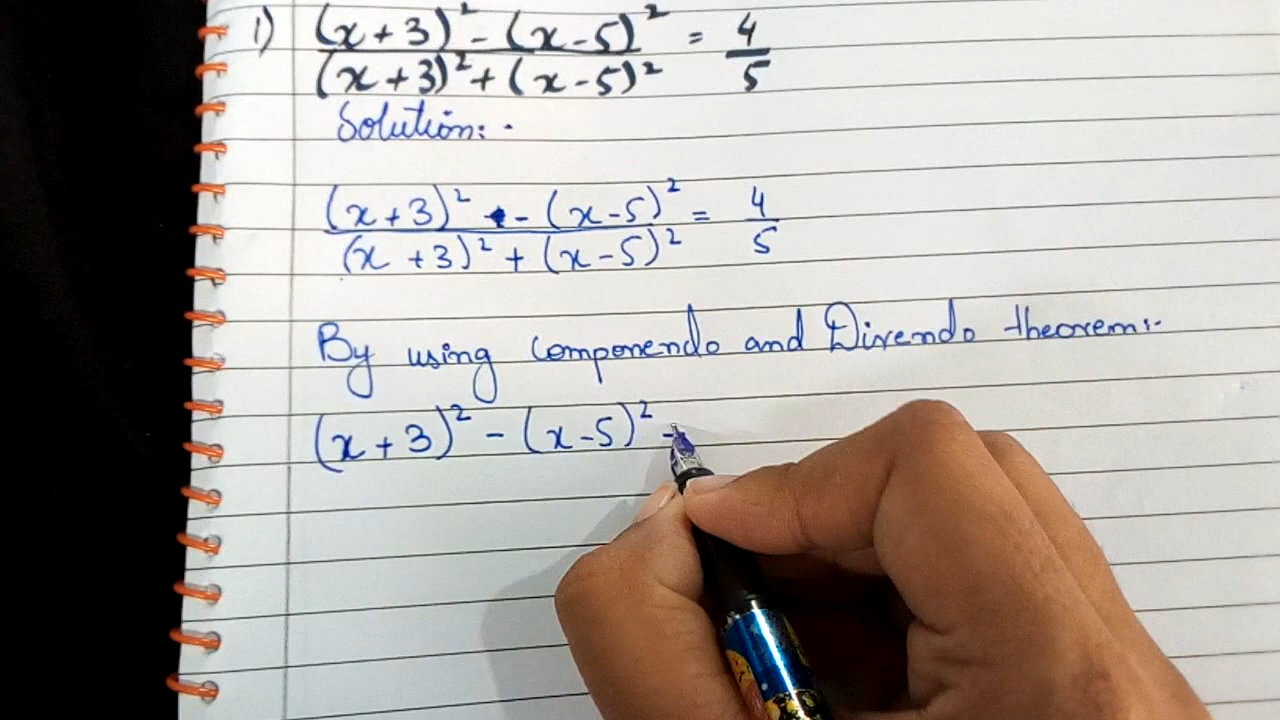 1) (x+3)² - (x-5)² / (x+3)² + (x-5)² = 4/5
Solution:.
(x+3)² - (x-5)² / (x+3)² + (x-5)² = 4/5
By using Componendo and Divendo theorem:-
(x+3)² - (x-5)² -